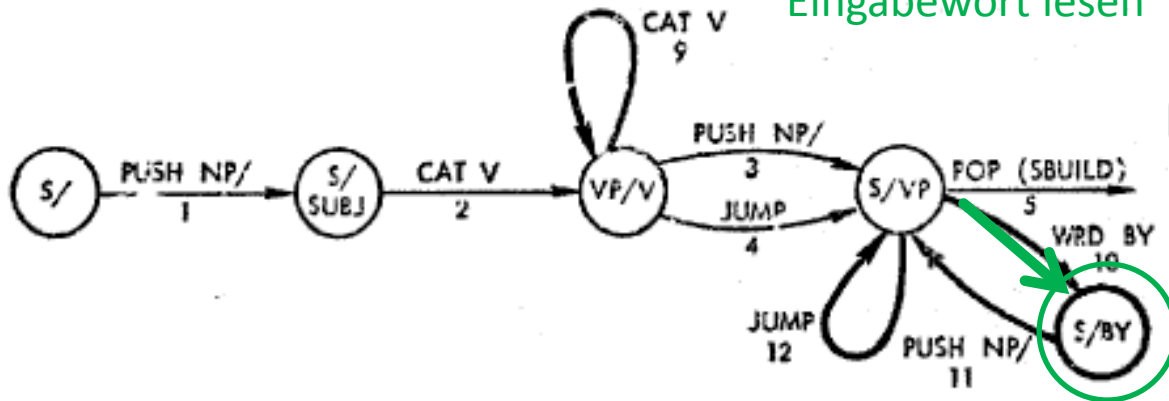 Eingabewort lesen
CAT V
9
PUSH NP/
3
S/
PUSH NP/
1
S/
SUBJ
CAT V
2
VP/V
JUMP
4
S/VP
POP (SBUILD)
5
WRD BY
10
S/BY
JUMP
12
PUSH NP/
11